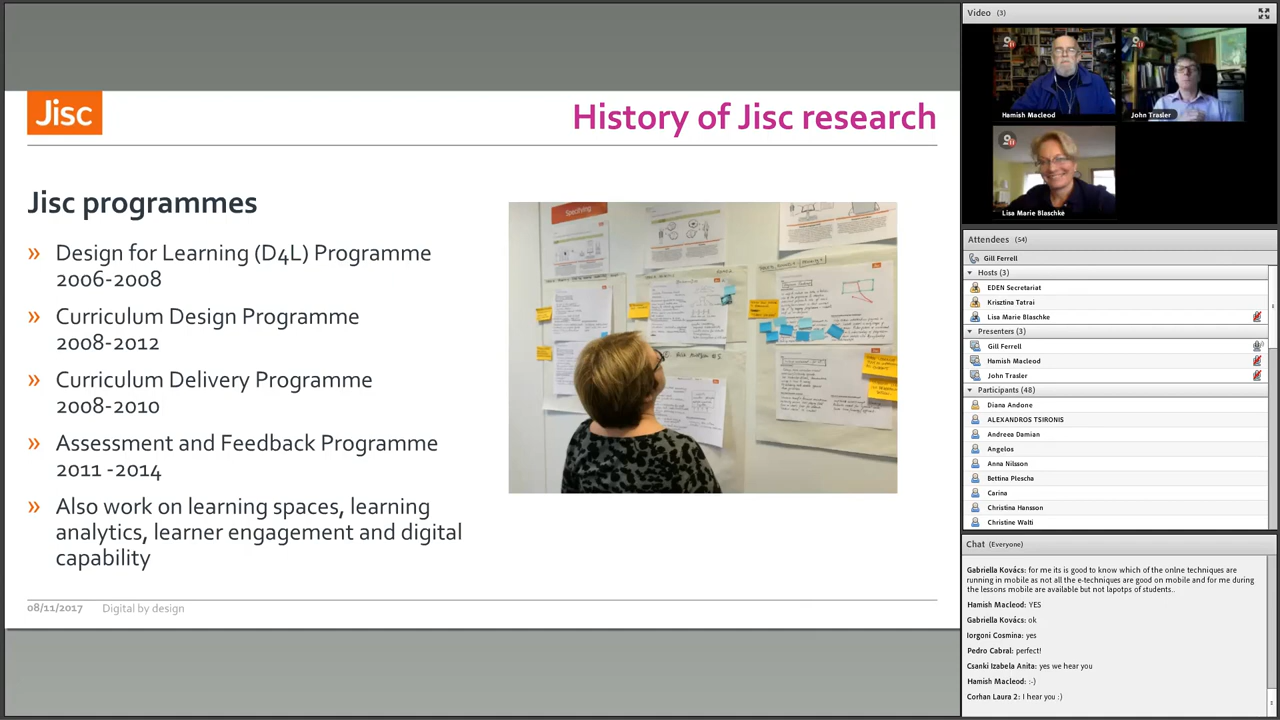 Jisc
History of Jisc research
Jisc programmes
» Design for Learning (D4L) Programme
2006-2008
» Curriculum Design Programme
2008-2012
» Curriculum Delivery Programme
2008-2010
» Assessment and Feedback Programme
2011 -2014
» Also work on learning spaces, learning
analytics, learner engagement and digital
capability
Specifying
08/11/2017 Digital by design
Video (3)
Hamish Macleod
John Trasler
Lisa Marie Blaschke
Attendees (54)
Gill Ferrell
Hosts (3)
EDEN Secretariat
Krisztina Tatrai
Lisa Marie Blaschke
Presenters (3)
Gill Ferrell
Hamish Macleod
John Trasler
Participants (48)
Diana Andone
ALEXANDROS TSIRONIS
Andreea Damian
Angelos
Anna Nilsson
Bettina Plescha
Carina
Christina Hansson
Christine Walti
Chat (Everyone)
Gabriella Kovács: for me its is good to know which of the onlne techniques are
running in mobile as not all the e-techniques are good on mobile and for me during
the lessons mobile are available but not lapotps of students..
Hamish Macleod: YES
Gabriella Kovács: ok
Iorgoni Cosmina: yes
Pedro Cabral: perfect!
Csanki Izabela Anita: yes we hear you
Hamish Macleod: :-)
Corhan Laura 2: I hear you :)